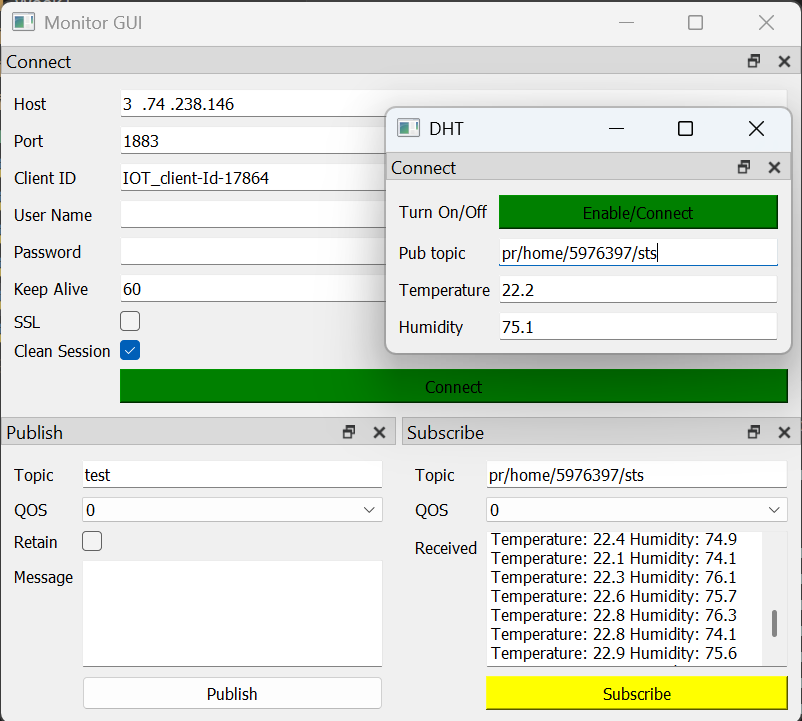 Monitor GUI
Connect
Host
3 .74 .238.146
Port
1883
Client ID
IOT_client-Id-17864
User Name
Password
Keep Alive
60
SSL
Clean Session
Connect
DHT
Connect
Turn On/Off
Enable/Connect
Pub topic
pr/home/5976397/sts
Temperature
22.2
Humidity
75.1
Publish
Topic
test
QOS
0
Retain
Message
Publish
Subscribe
Topic
pr/home/5976397/sts
QOS
0
Received
Temperature: 22.4 Humidity: 74.9
Temperature: 22.1 Humidity: 74.1
Temperature: 22.3 Humidity: 76.1
Temperature: 22.6 Humidity: 75.7
Temperature: 22.8 Humidity: 76.3
Temperature: 22.8 Humidity: 74.1
Temperature: 22.9 Humidity: 75.6
Subscribe